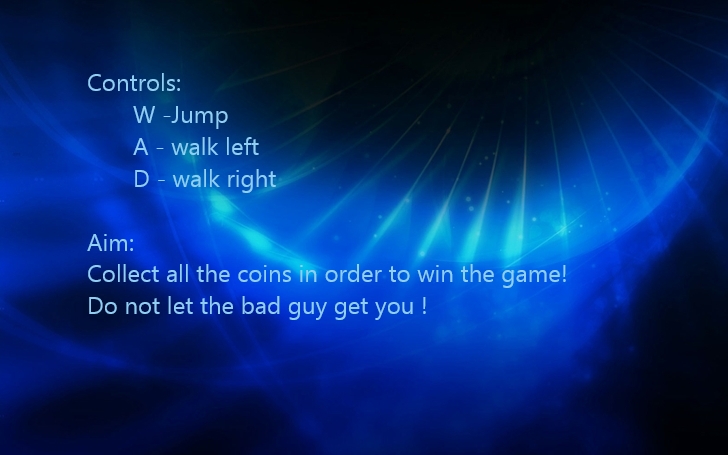 Controls:
W -Jump
A - walk left
D - walk right
Aim:
Collect all the coins in order to win the game!
Do not let the bad guy get you !